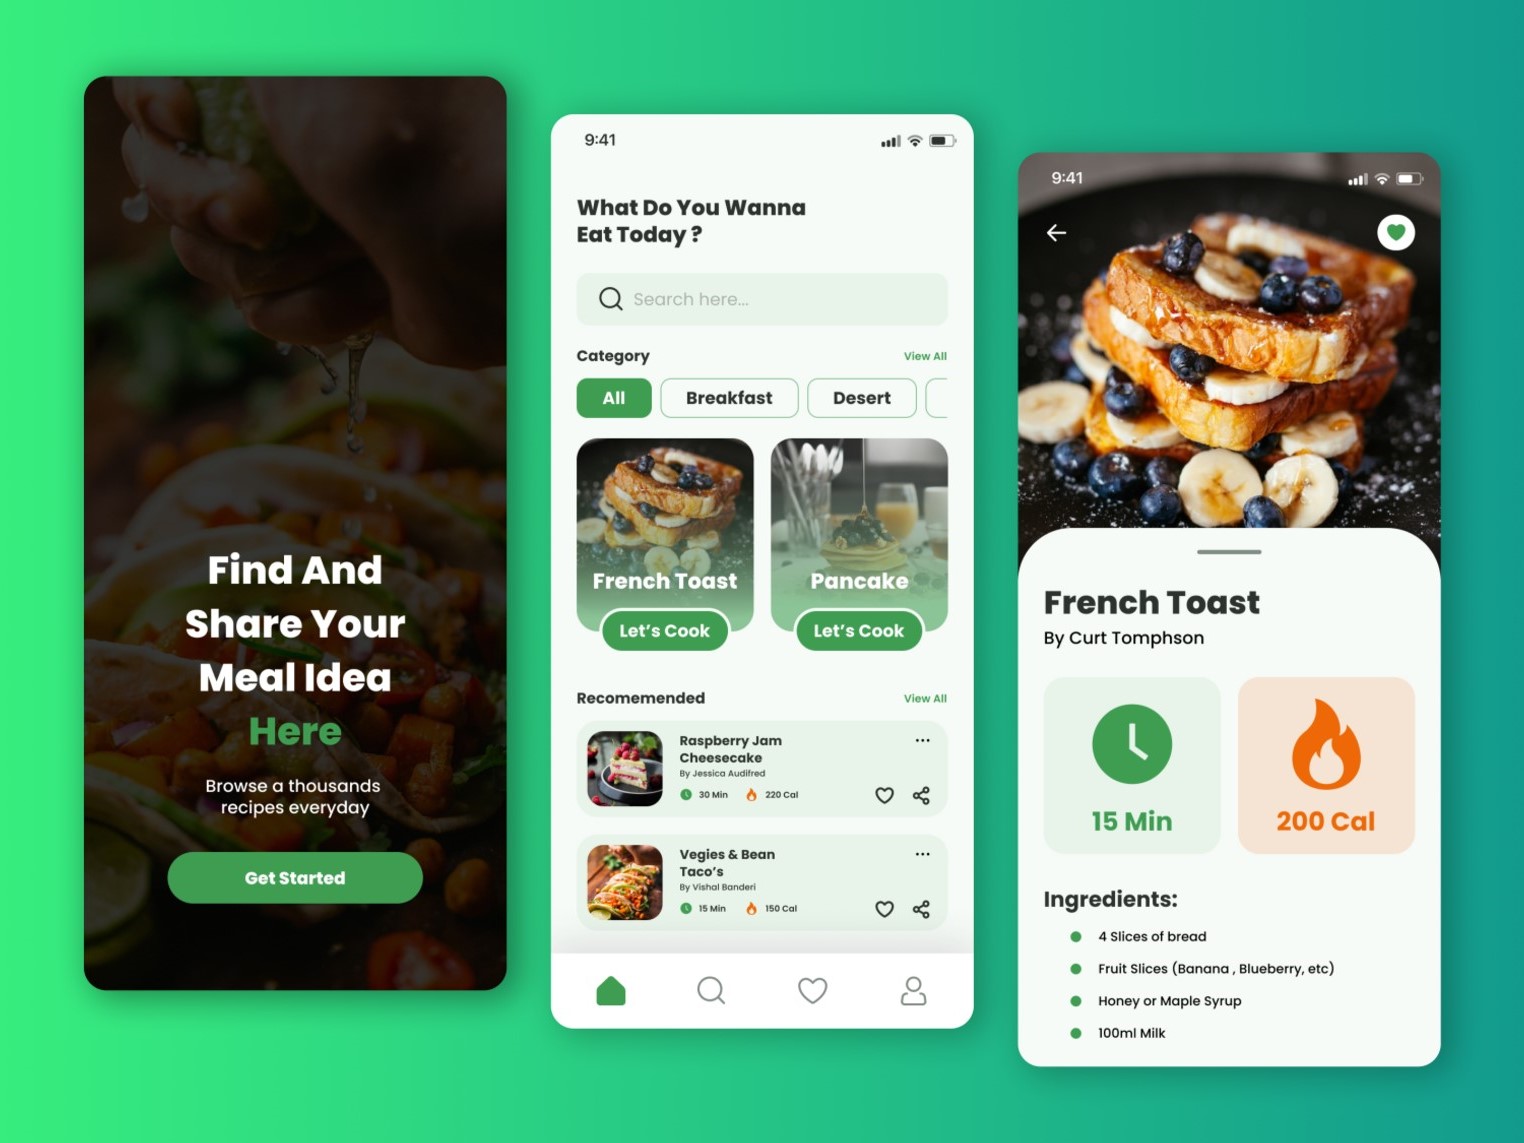 Find And
Share Your
Meal Idea
Here
Browse a thousands
recipes everyday
Get Started
9:41
What Do You Wanna
Eat Today ?
Search here...
Category
View All
All
Breakfast
Desert
French Toast
Pancake
Let's Cook
Let's Cook
Recomemended
View All
Raspberry Jam
Cheesecake
By Jessica Audifred
30 Min
220 Cal
Vegies & Bean
Taco's
By Vishal Banderi
15 Min
150 Cal
9:41
French Toast
By Curt Tomphson
15 Min
200 Cal
Ingredients:
4 Slices of bread
Fruit Slices (Banana , Blueberry, etc)
Honey or Maple Syrup
100ml Milk